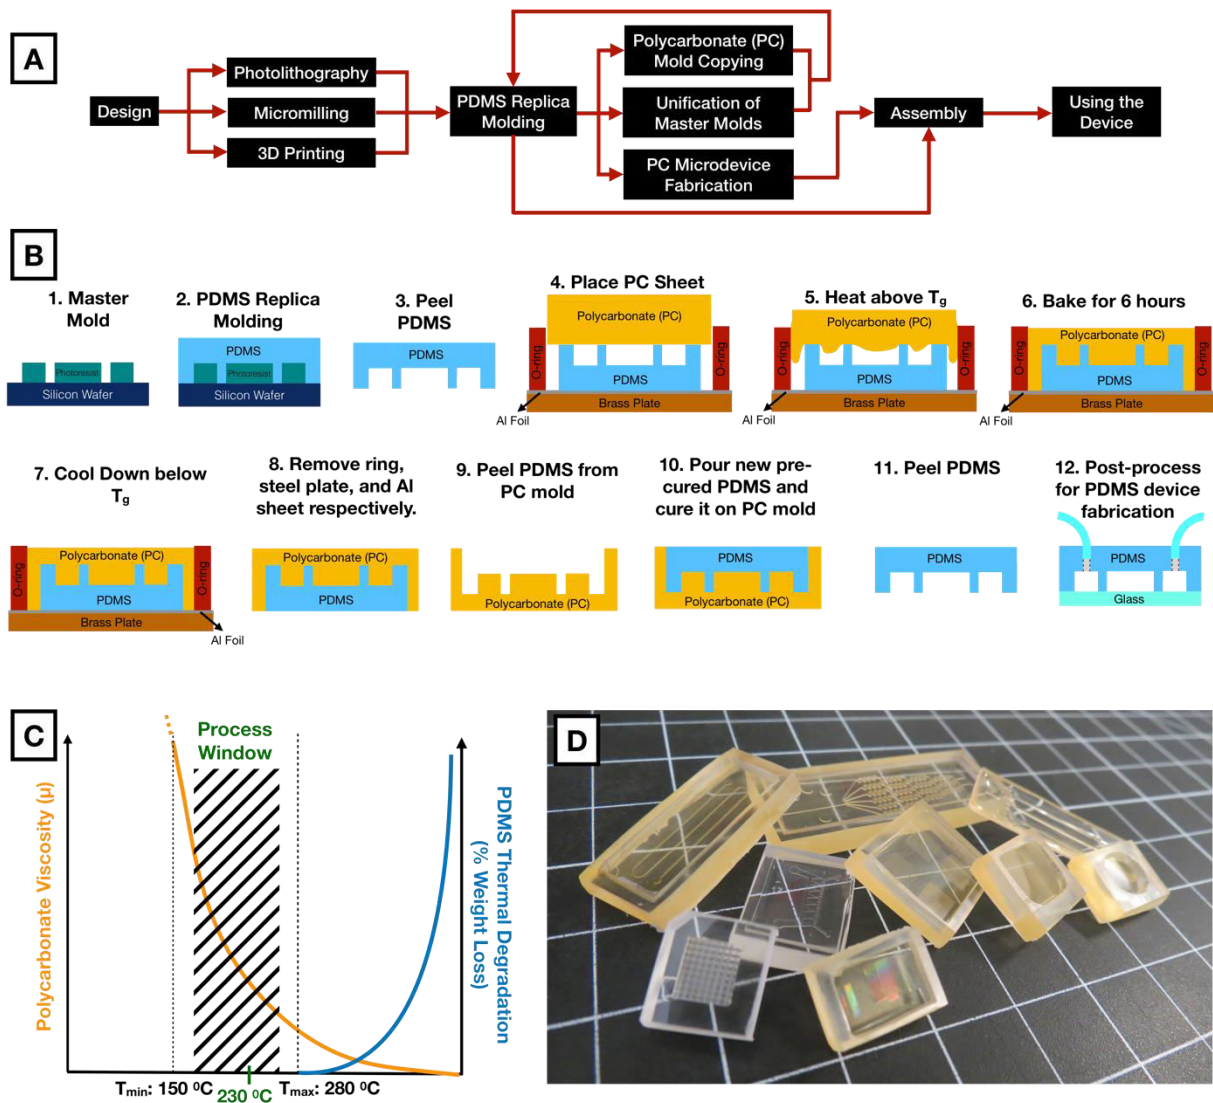 A
Design
Photolithography
Micromilling
3D Printing
PDMS Replica
Molding
Polycarbonate (PC)
Mold Copying
Unification of
Master Molds
PC Microdevice
Fabrication
Assembly
Using the
Device
B
1. Master
Mold
Photoresist
Silicon Wafer
2. PDMS Replica
Molding
PDMS
Photoresist
Silicon Wafer
3. Peel
PDMS
PDMS
4. Place PC Sheet
Polycarbonate (PC)
O-ring
O-ring
PDMS
Brass Plate
Al Foil
5. Heat above Tg
Polycarbonate (PC)
O-ring
O-ring
PDMS
Brass Plate
Al Foil
6. Bake for 6 hours
Polycarbonate (PC)
O-ring
O-ring
PDMS
Brass Plate
Al Foil
7. Cool Down below
Tg
Polycarbonate (PC)
O-ring
O-ring
PDMS
Brass Plate
Al Foil
8. Remove ring,
steel plate, and Al
sheet respectively.
Polycarbonate (PC)
PDMS
9. Peel PDMS from
PC mold
Polycarbonate (PC)
10. Pour new pre-
cured PDMS and
cure it on PC mold
PDMS
Polycarbonate (PC)
11. Peel PDMS
PDMS
12. Post-process
for PDMS device
fabrication
PDMS
Glass
C
Process
Window
Polycarbonate Viscosity (μ)
PDMS Thermal Degradation
(% Weight Loss)
Tmin: 150 ⁰C
230 ⁰C
Tmax: 280 ⁰C
D